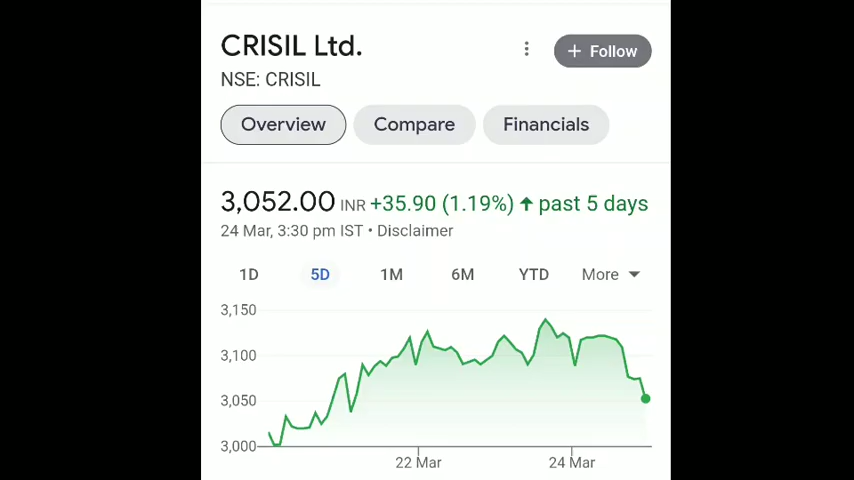 CRISIL Ltd.
+ Follow
NSE: CRISIL
Overview Compare Financials
3,052.00 INR +35.90 (1.19%) ↑ past 5 days
24 Mar, 3:30 pm IST • Disclaimer
1D 5D 1M 6M YTD More
3,150
3,100
3,050
3,000
22 Mar 24 Mar